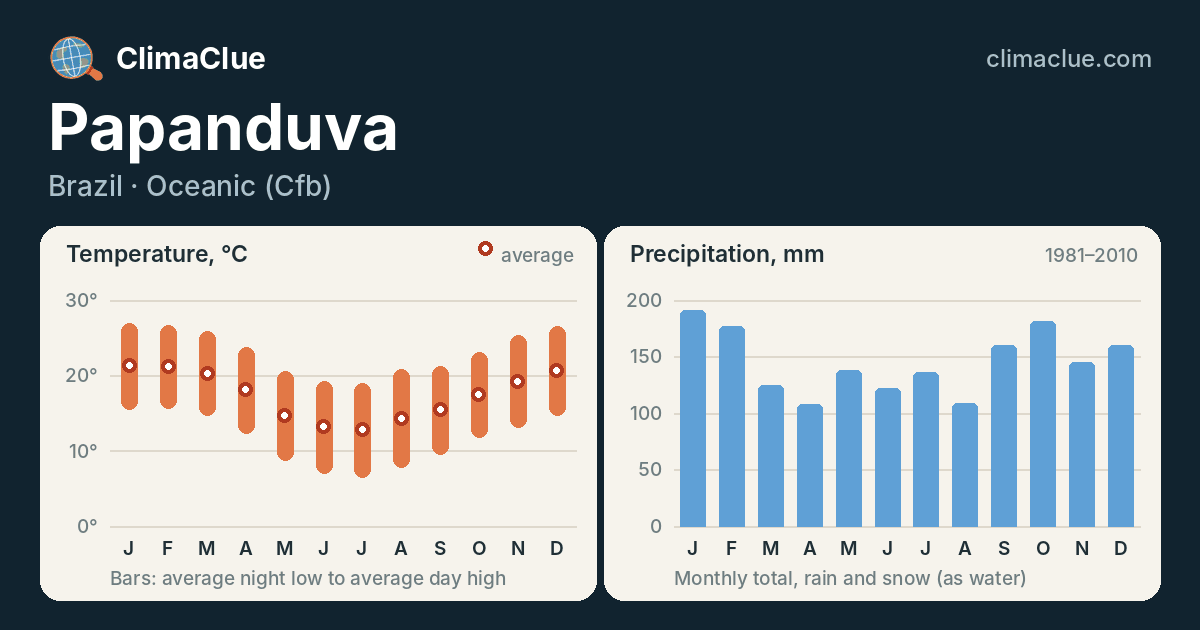 ClimaClue
climaclue.com
Papanduva
Brazil · Oceanic (Cfb)
Temperature, °C
average
30°
20°
10°
0°
J F M A M J J A S O N D
Bars: average night low to average day high
Precipitation, mm
1981–2010
200
150
100
50
0
J F M A M J J A S O N D
Monthly total, rain and snow (as water)